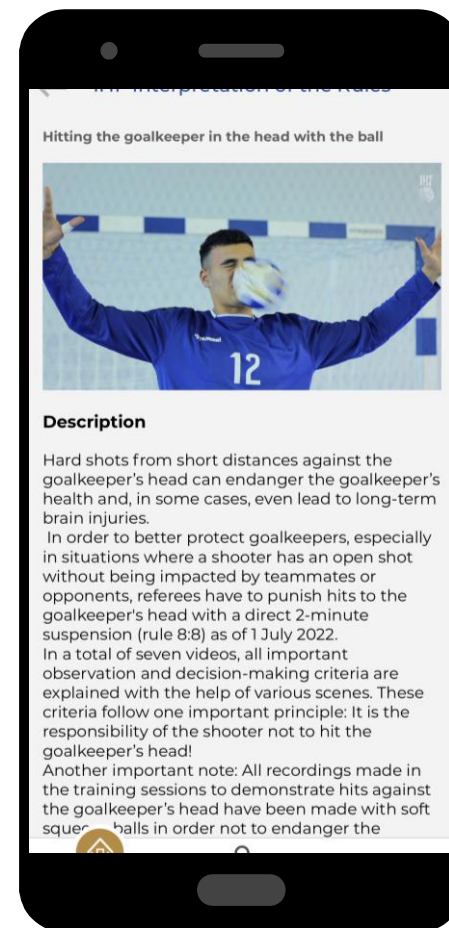 IHF Interpretation of the Rules
Hitting the goalkeeper in the head with the ball
IHF
hummel
12
Description
Hard shots from short distances against the
goalkeeper's head can endanger the goalkeeper's
health and, in some cases, even lead to long-term
brain injuries.
In order to better protect goalkeepers, especially
in situations where a shooter has an open shot
without being impacted by teammates or
opponents, referees have to punish hits to the
goalkeeper's head with a direct 2-minute
suspension (rule 8:8) as of 1 July 2022.
In a total of seven videos, all important
observation and decision-making criteria are
explained with the help of various scenes. These
criteria follow one important principle: It is the
responsibility of the shooter not to hit the
goalkeeper's head!
Another important note: All recordings made in
the training sessions to demonstrate hits against
the goalkeeper's head have been made with soft
balls in order not to endanger the